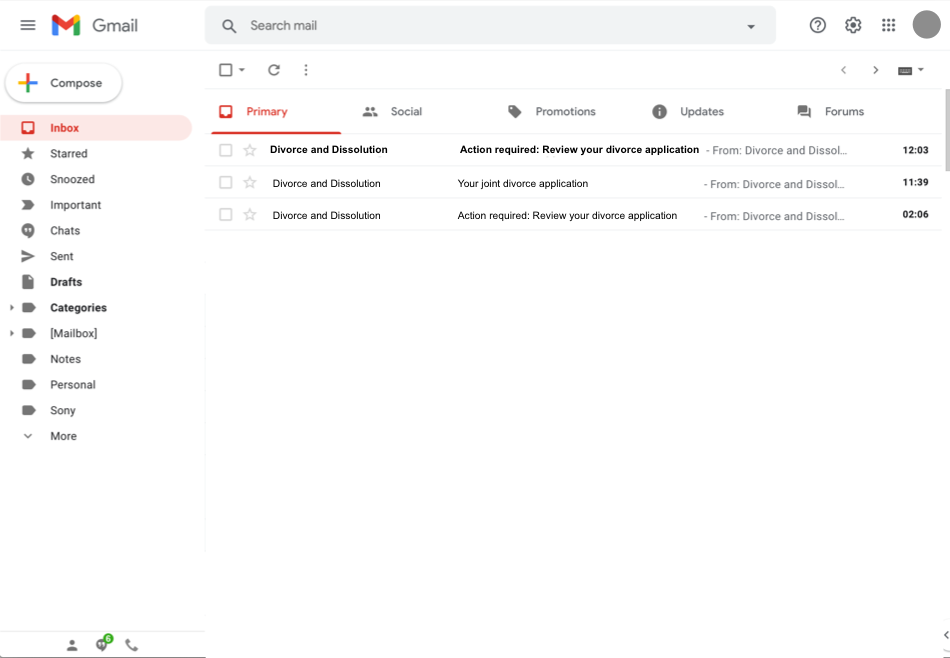 Gmail
Search mail
Compose
Inbox
Starred
Snoozed
Important
Chats
Sent
Drafts
Categories
[Mailbox]
Notes
Personal
Sony
More
6
Primary Social Promotions Updates Forums
Divorce and Dissolution Action required: Review your divorce application - From: Divorce and Dissol... 12:03
Divorce and Dissolution Your joint divorce application - From: Divorce and Dissol... 11:39
Divorce and Dissolution Action required: Review your divorce application - From: Divorce and Dissol... 02:06